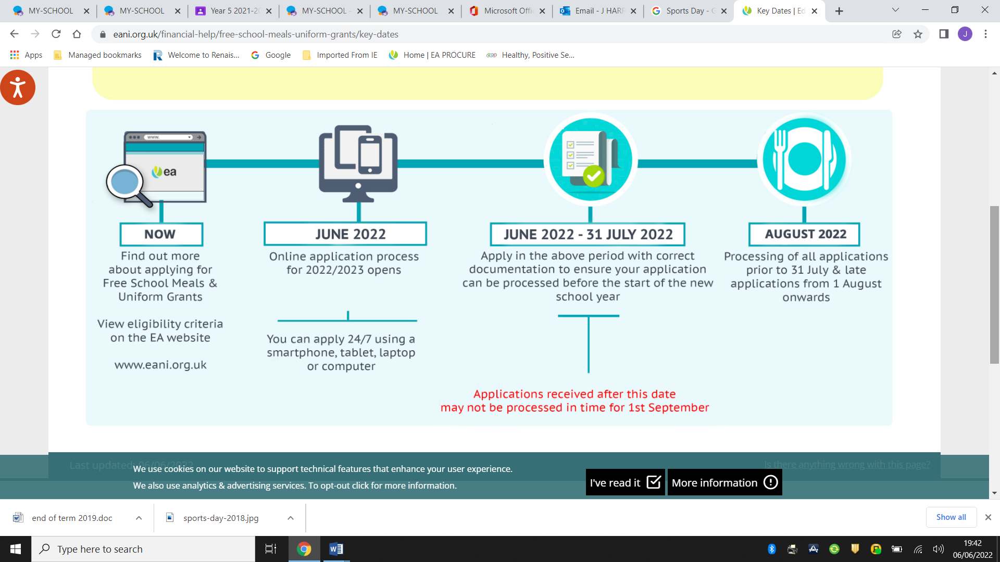 MY-SCHOOL
MY-SCHOOL
Year 5 2021-20
MY-SCHOOL -
MY-SCHOOL
Microsoft Offic
Email - J HARR
Sports Day - G
Key Dates | Ed
eani.org.uk/financial-help/free-school-meals-uniform-grants/key-dates
J
Apps
Managed bookmarks
Welcome to Renais...
Google
Imported From IE
Home | EA PROCURE
Healthy, Positive Se...
www.
ea
NOW
Find out more
about applying for
Free School Meals &
Uniform Grants
View eligibility criteria
on the EA website
www.eani.org.uk
JUNE 2022
Online application process
for 2022/2023 opens
You can apply 24/7 using a
smartphone, tablet, laptop
or computer
JUNE 2022 - 31 JULY 2022
Apply in the above period with correct
documentation to ensure your application
can be processed before the start of the new
school year
Applications received after this date
may not be processed in time for 1st September
AUGUST 2022
Processing of all applications
prior to 31 July & late
applications from 1 August
onwards
Last updated: 06/06/2022
Is there anything wrong with this page?
We use cookies on our website to support technical features that enhance your user experience.
We also use analytics & advertising services. To opt-out click for more information.
I've read it
More information
end of term 2019.doc
sports-day-2018.jpg
Show all
Type here to search
19:42
06/06/2022